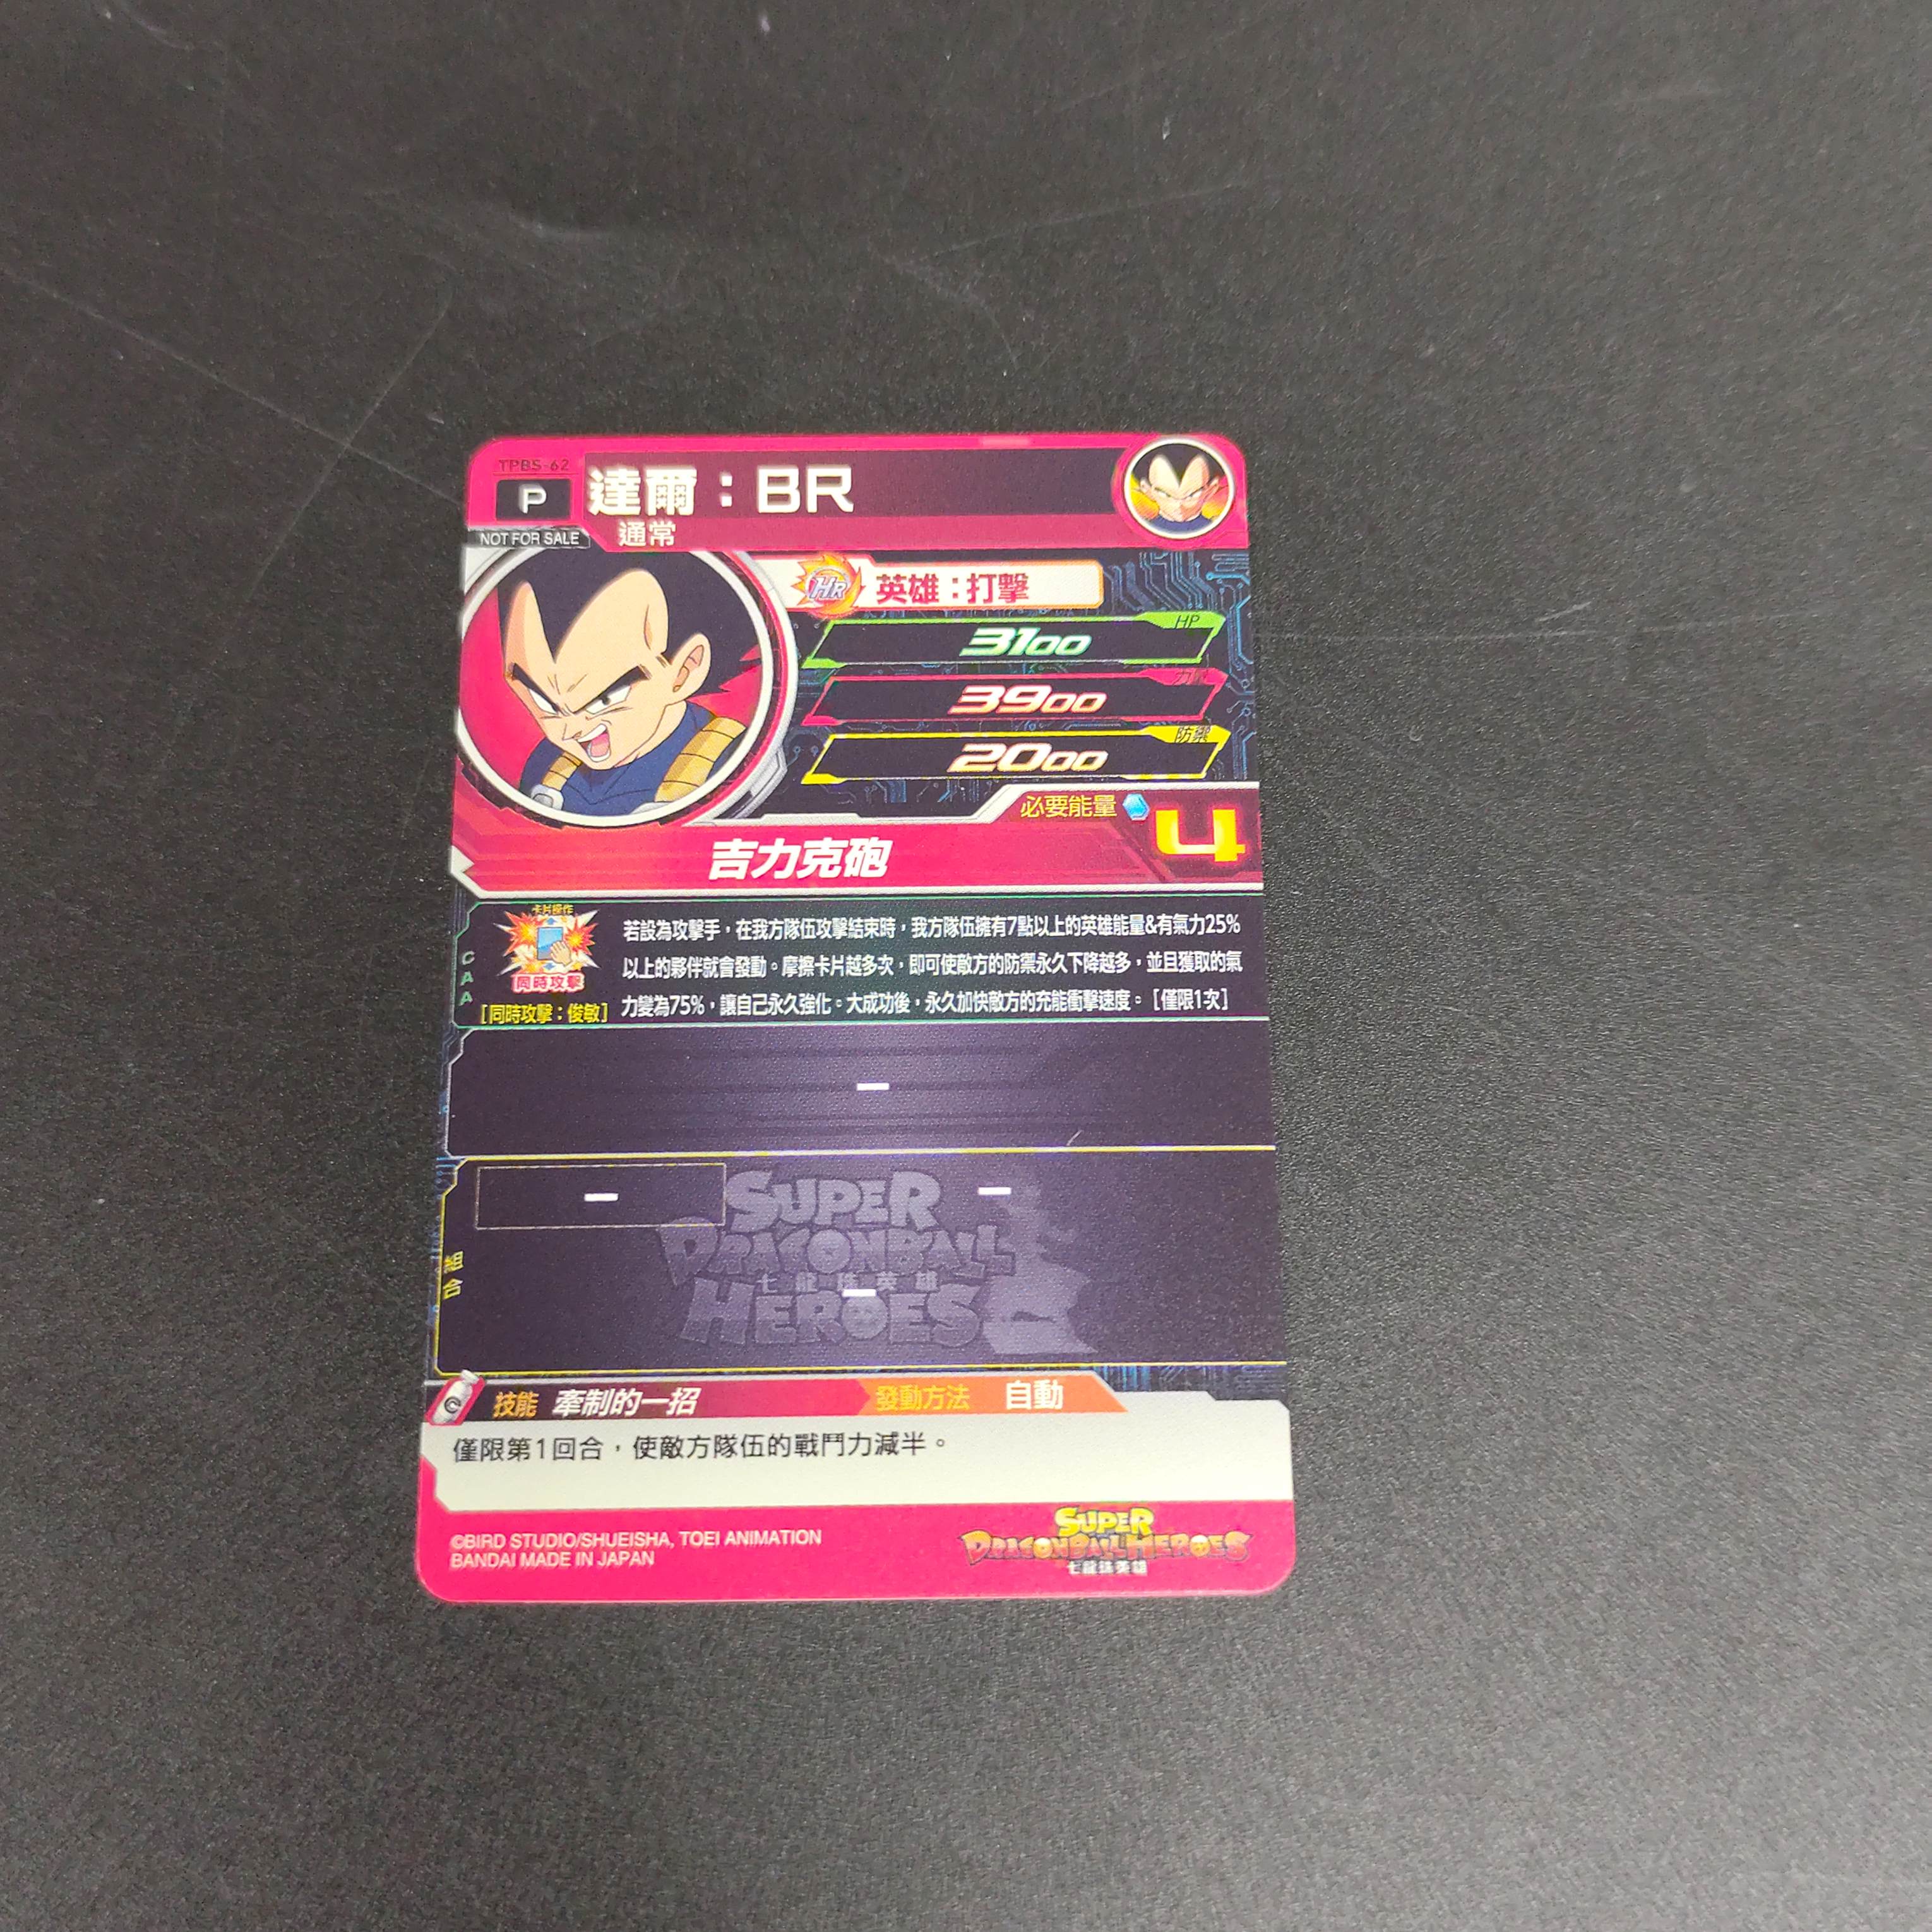 TPBS-62
P
達爾：BR
NOT FOR SALE
通常
HR
英雄：打擊
HP
3100
力量
3900
防禦
2000
必要能量
4
吉力克砲
CAA
卡片操作
同時攻擊
[同時攻擊：俊敏]
若設為攻擊手，在我方隊伍攻擊結束時，我方隊伍擁有7點以上的英雄能量&有氣力25%
以上的夥伴就會發動。摩擦卡片越多次，即可使敵方的防禦永久下降越多，並且獲取的氣
力變為75%，讓自己永久強化。大成功後，永久加快敵方的充能衝擊速度。［僅限1次］
-
組合
-
-
-
SUPER
DRAGONBALL
七龍珠英雄
HEROES
C
技能
牽制的一招
發動方法
自動
僅限第1回合，使敵方隊伍的戰鬥力減半。
©BIRD STUDIO/SHUEISHA, TOEI ANIMATION
BANDAI MADE IN JAPAN
SUPER
DRAGONBALL HEROES
七龍珠英雄